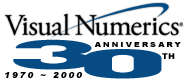 Visual Numerics®
30TH
ANNIVERSARY
1970 ~ 2000